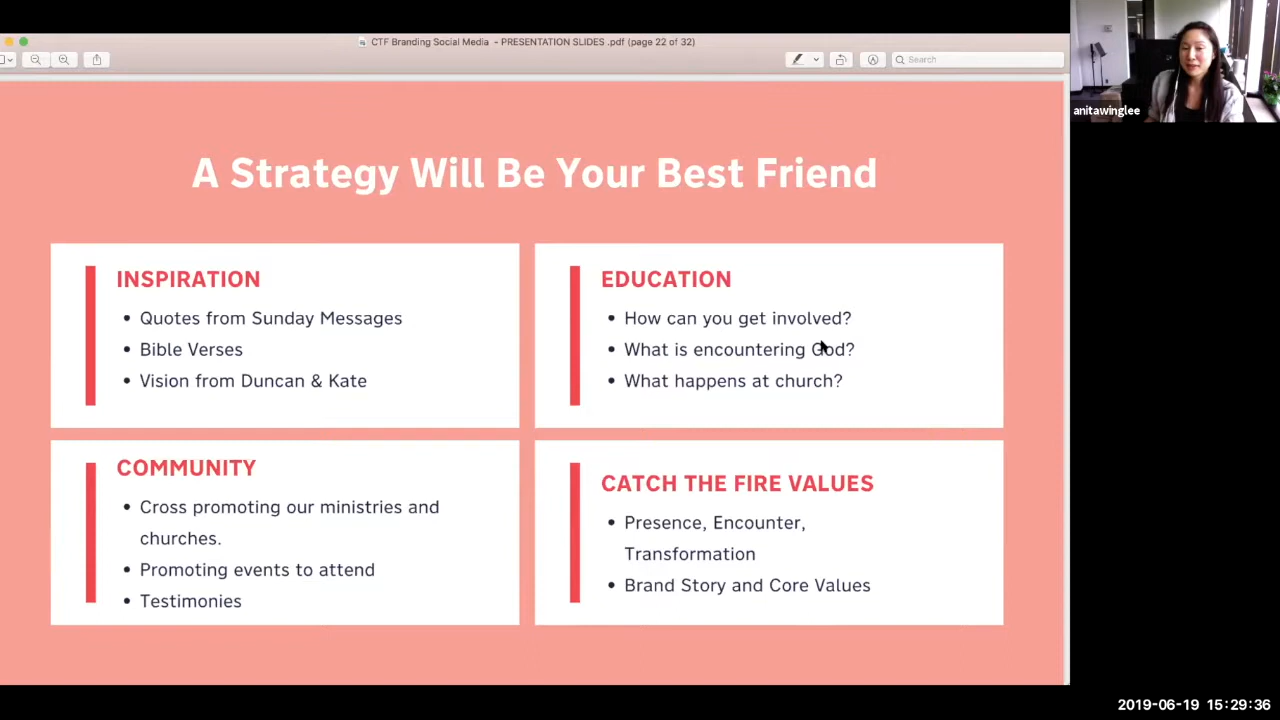 CTF Branding Social Media - PRESENTATION SLIDES .pdf (page 22 of 32)
Search
anitawinglee
A Strategy Will Be Your Best Friend
INSPIRATION
• Quotes from Sunday Messages
• Bible Verses
• Vision from Duncan & Kate
EDUCATION
• How can you get involved?
• What is encountering God?
• What happens at church?
COMMUNITY
• Cross promoting our ministries and
churches.
• Promoting events to attend
• Testimonies
CATCH THE FIRE VALUES
• Presence, Encounter,
Transformation
• Brand Story and Core Values
2019-06-19 15:29:36